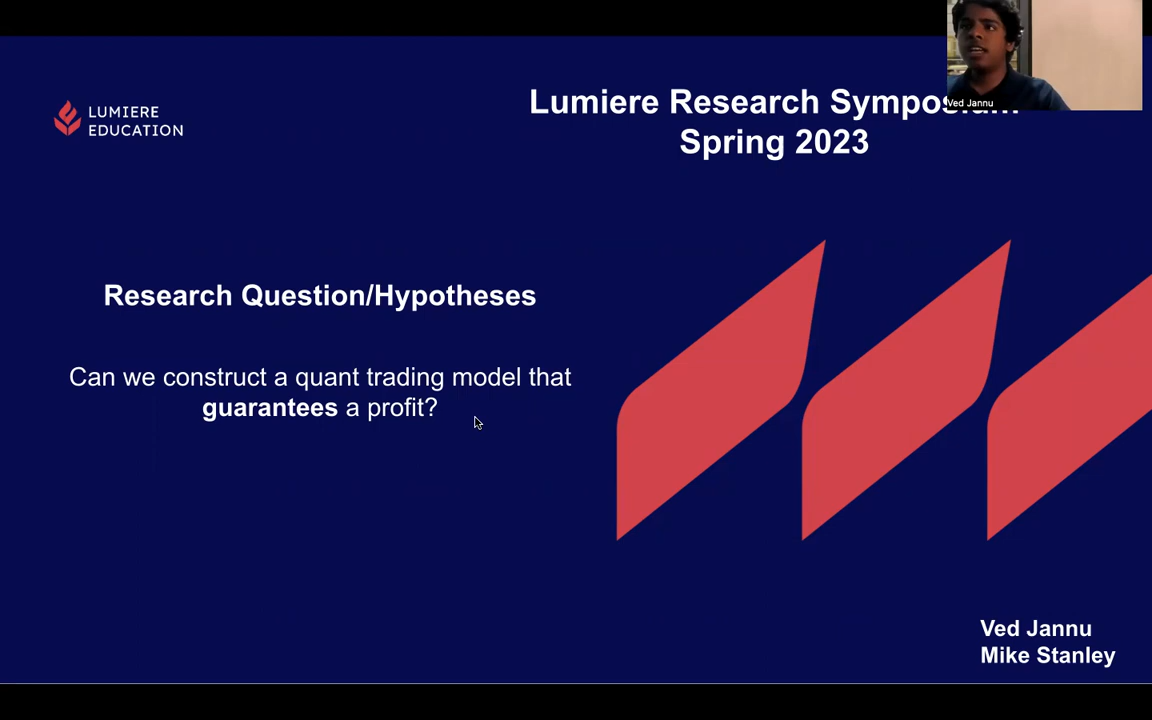 LUMIERE
EDUCATION
Lumiere Research Symposium
Spring 2023
Ved Jannu
Research Question/Hypotheses
Can we construct a quant trading model that
guarantees a profit?
Ved Jannu
Mike Stanley